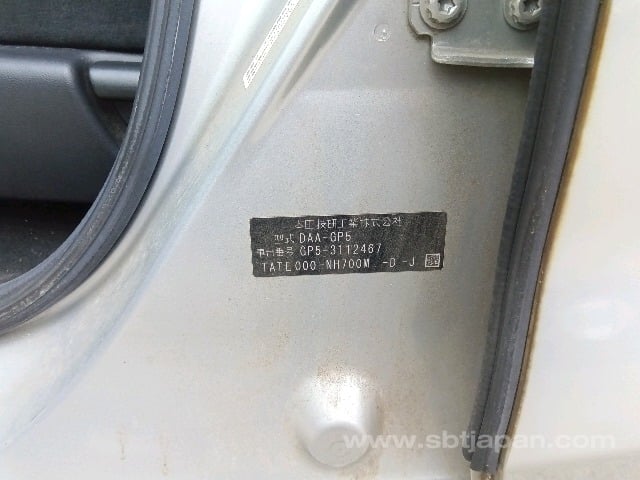 本田技研工業株式会社
型式 DAA-GP5
車台番号 GP5-3112467
TATE000-NH700M -D -J
www.sbtjapan.com